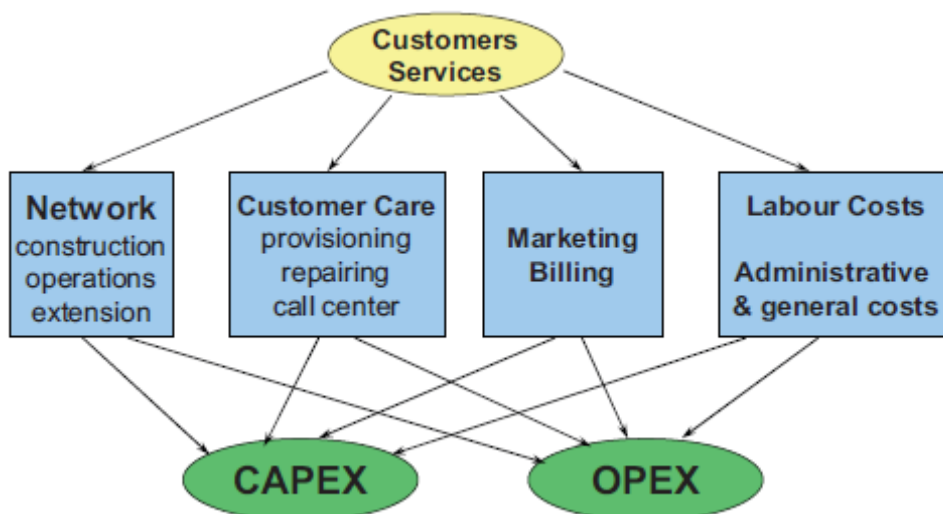 Customers
Services
Network
construction
operations
extension
Customer Care
provisioning
repairing
call center
Marketing
Billing
Labour Costs
Administrative
& general costs
CAPEX
OPEX